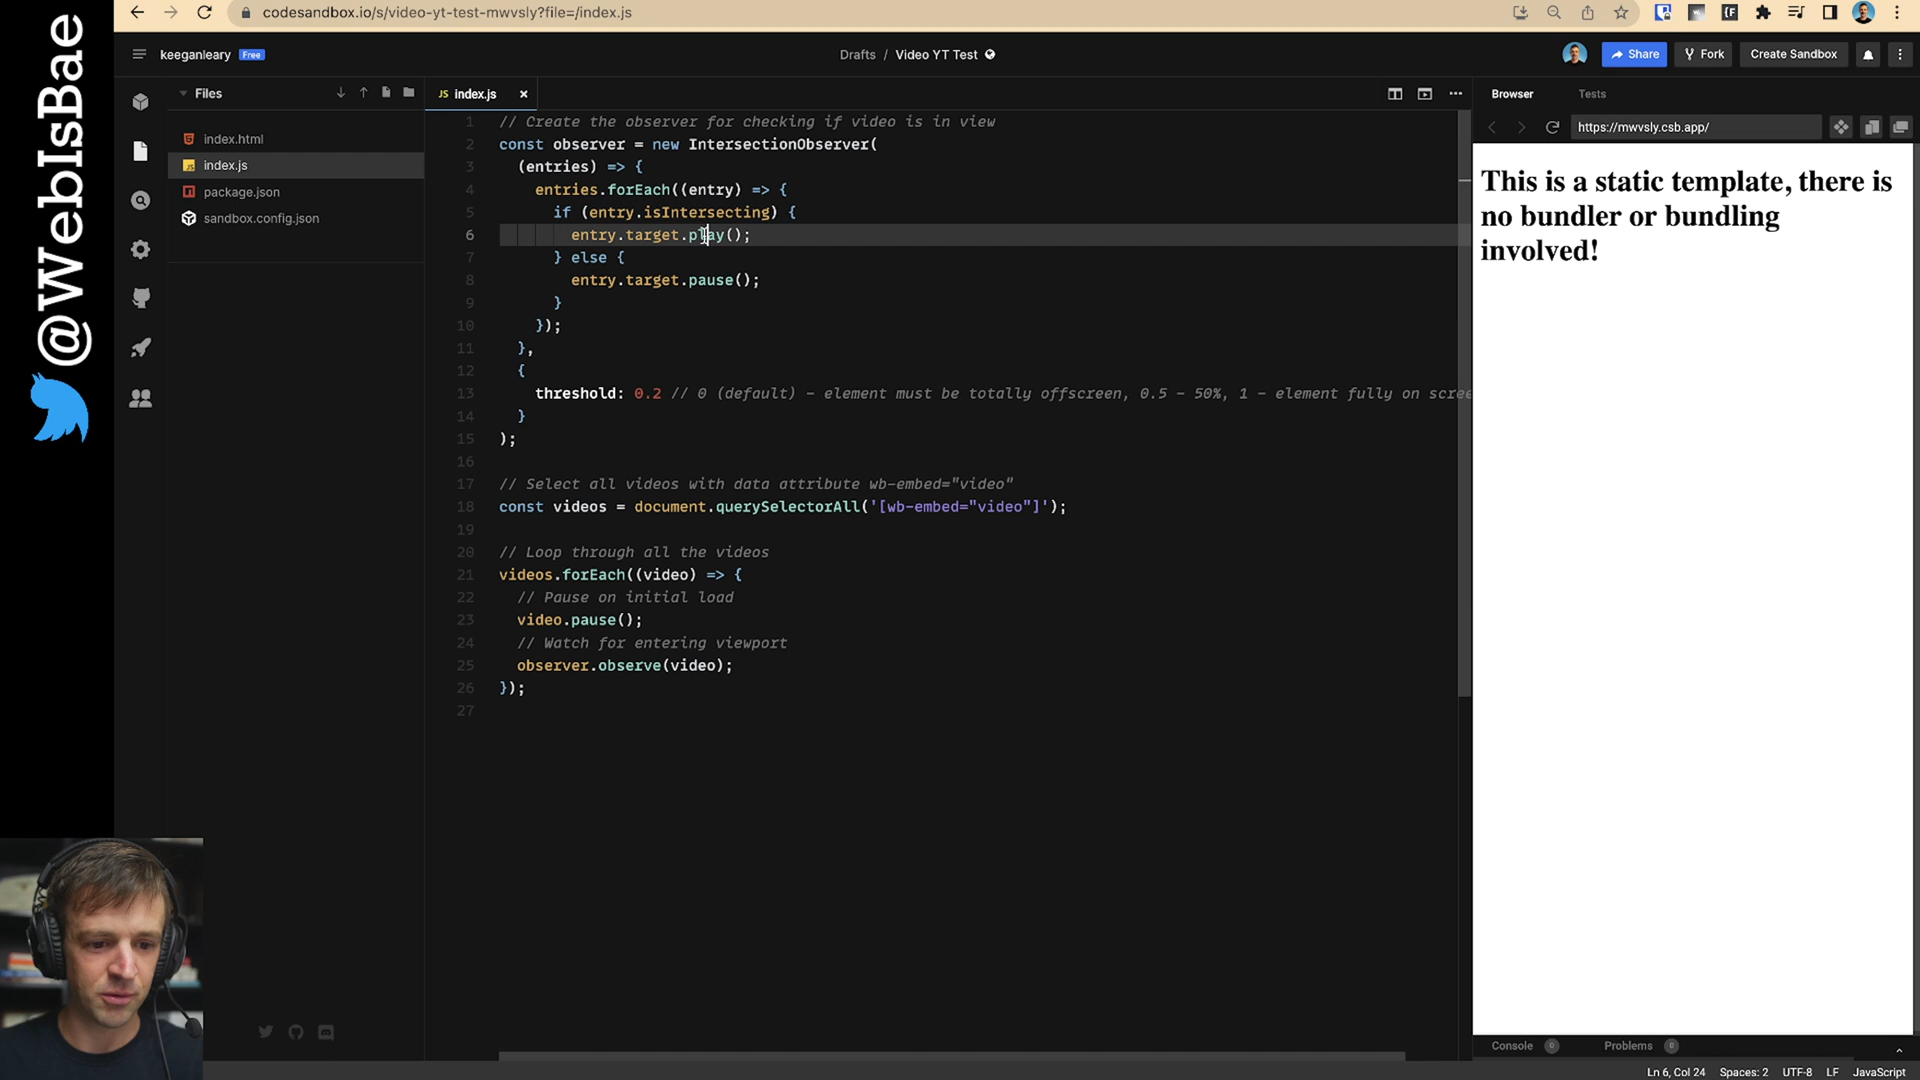 codesandbox.io/s/video-yt-test-mwvsly?file=/index.js
@WebIsBae
keeganleary Free
Drafts / Video YT Test
Share
Fork
Create Sandbox
Files
index.html
index.js
package.json
sandbox.config.json
JS index.js ×
1 // Create the observer for checking if video is in view
2 const observer = new IntersectionObserver(
3 (entries) => {
4 entries.forEach((entry) => {
5 if (entry.isIntersecting) {
6 entry.target.play();
7 } else {
8 entry.target.pause();
9 }
10 });
11 },
12 {
13 threshold: 0.2 // 0 (default) - element must be totally offscreen, 0.5 - 50%, 1 - element fully on scree
14 }
15 );
16
17 // Select all videos with data attribute wb-embed="video"
18 const videos = document.querySelectorAll('[wb-embed="video"]');
19
20 // Loop through all the videos
21 videos.forEach((video) => {
22 // Pause on initial load
23 video.pause();
24 // Watch for entering viewport
25 observer.observe(video);
26 });
27
Browser Tests
https://mwvsly.csb.app/
This is a static template, there is
no bundler or bundling
involved!
Console 0 Problems 0
Ln 6, Col 24 Spaces: 2 UTF-8 LF JavaScript